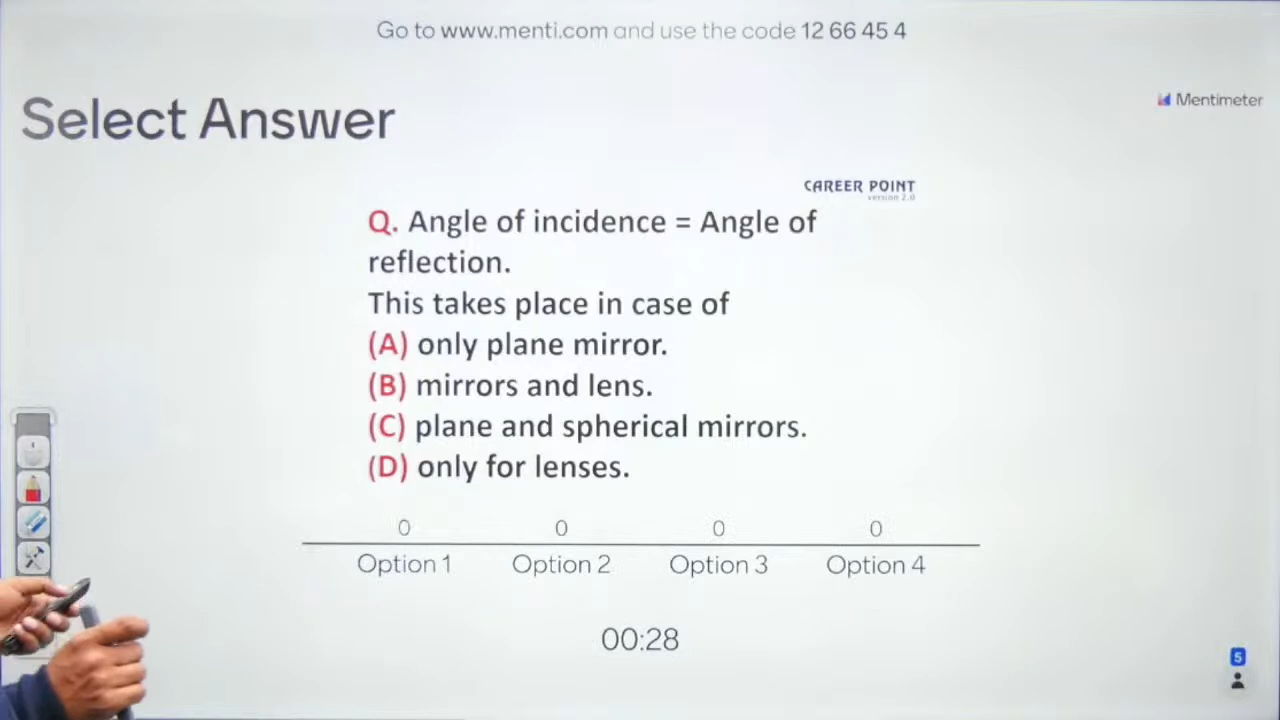 Go to www.menti.com and use the code 12 66 45 4
Select Answer
Mentimeter
CAREER POINT
version 2.0
Q. Angle of incidence = Angle of
reflection.
This takes place in case of
(A) only plane mirror.
(B) mirrors and lens.
(C) plane and spherical mirrors.
(D) only for lenses.
0 0 0 0
Option 1 Option 2 Option 3 Option 4
00:28
5